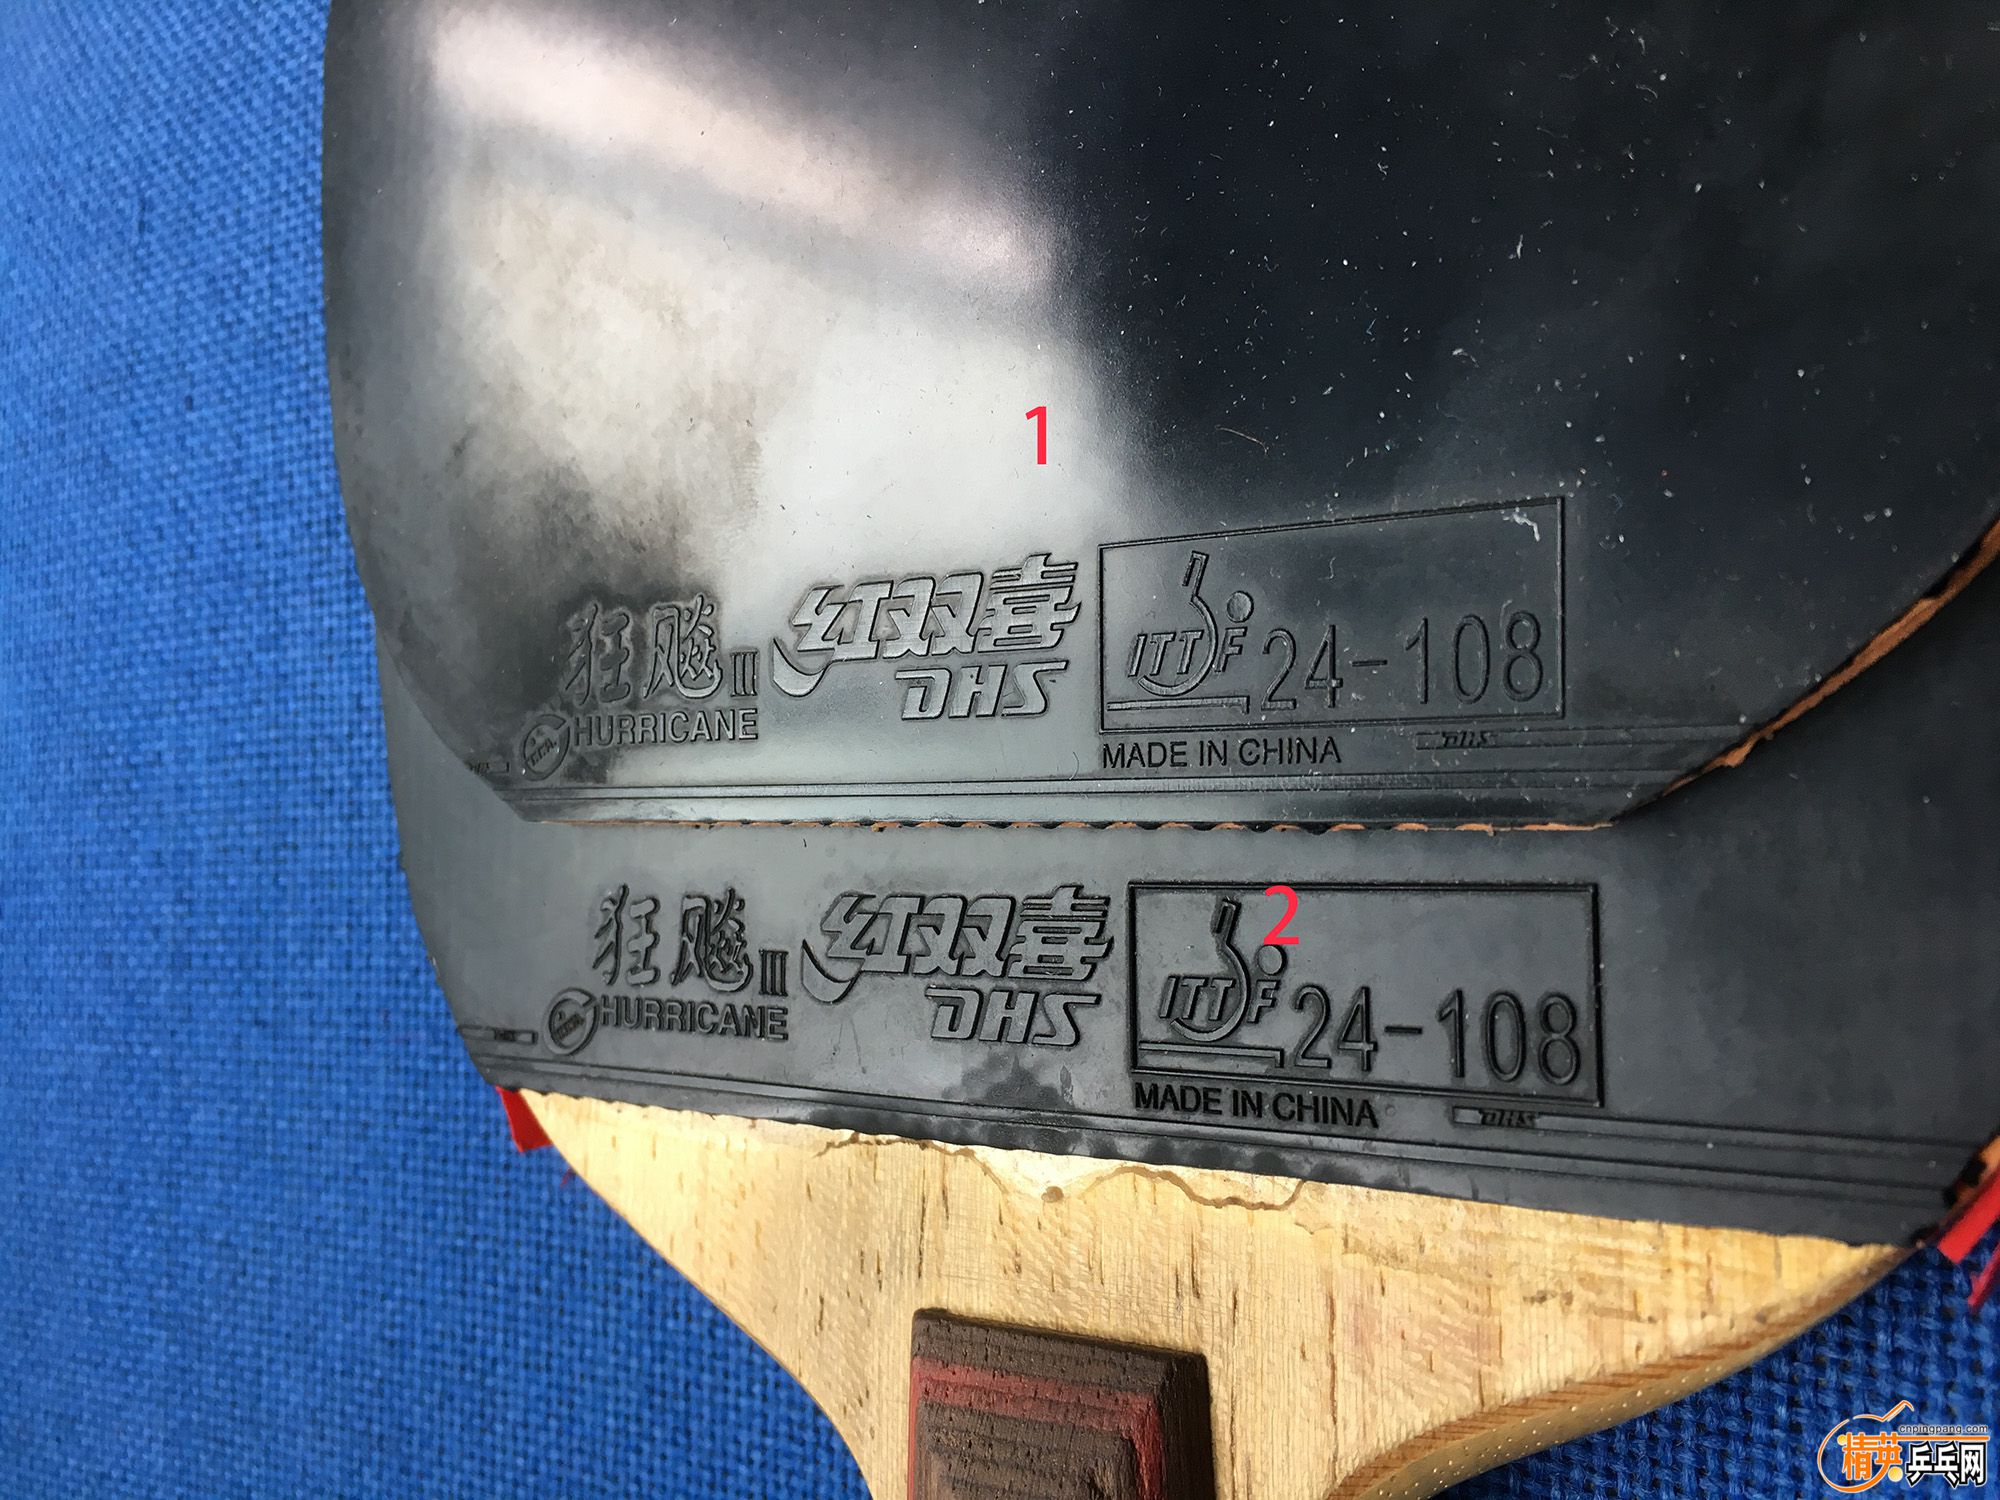 1
狂飚III
HURRICANE
红双喜
DHS
ITTF 24-108
MADE IN CHINA
DHS
2
狂飚III
HURRICANE
红双喜
DHS
ITTF 24-108
MADE IN CHINA
DHS
DHS
cnpingpang.com
精英乒乓网